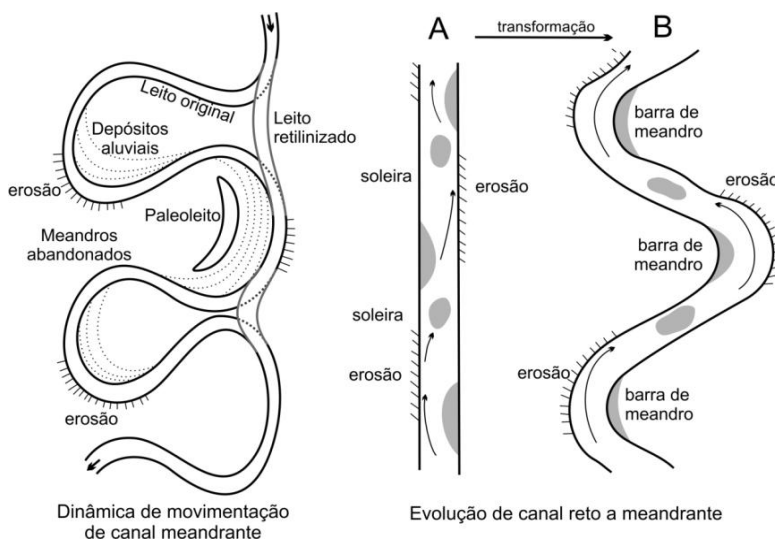 Leito original
Leito
retilinizado
Depósitos
aluviais
erosão
Paleoleito
Meandros
abandonados
erosão
Dinâmica de movimentação
de canal meandrante
A
transformação
B
soleira
erosão
soleira
erosão
barra de
meandro
erosão
barra de
meandro
erosão
barra de
meandro
Evolução de canal reto a meandrante